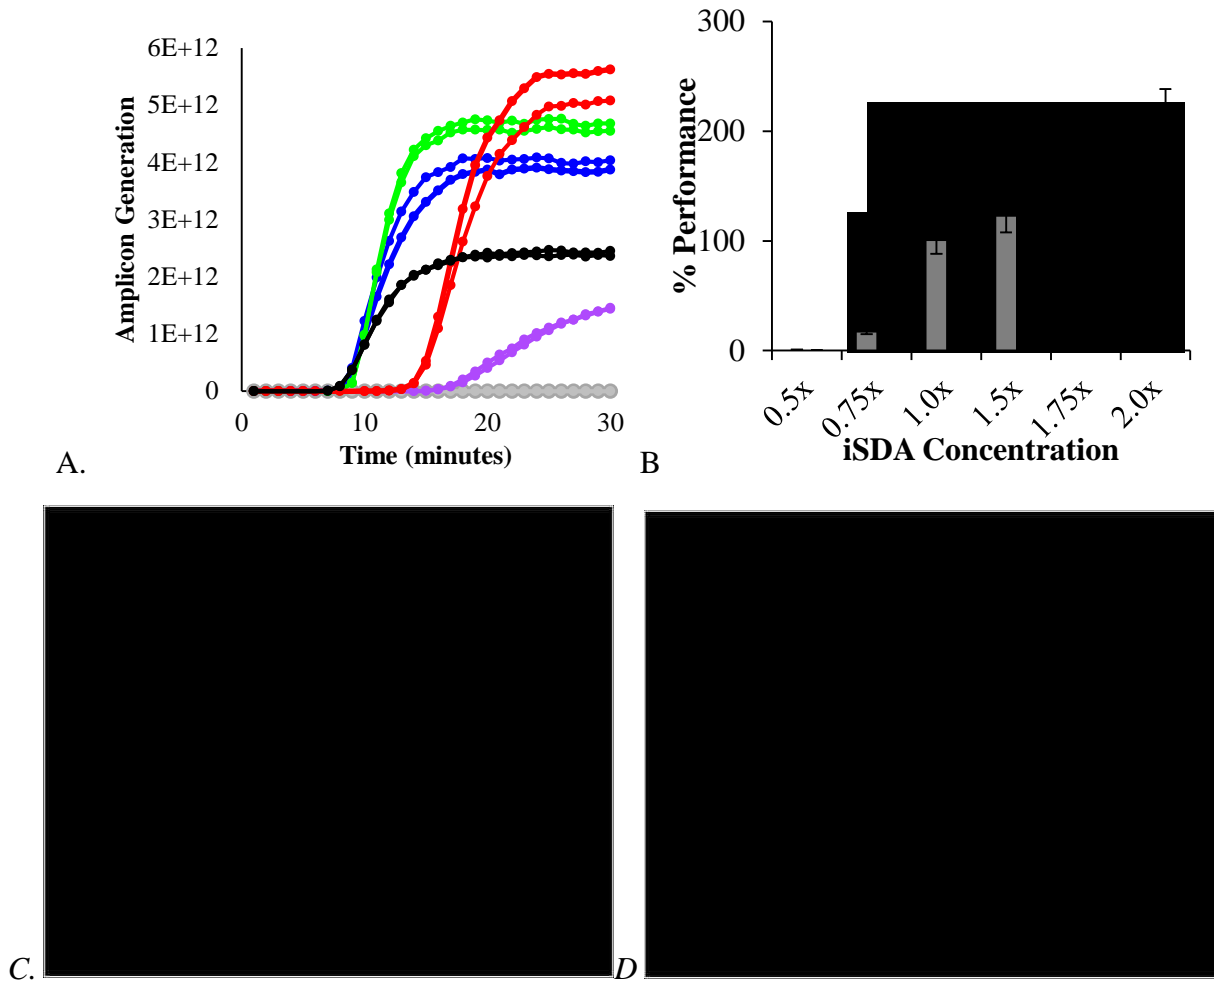 6E+12
5E+12
4E+12
3E+12
2E+12
1E+12
0
Amplicon Generation
0 10 20 30
Time (minutes)
A.
300
200
100
0
% Performance
0.5x 0.75x 1.0x 1.5x 1.75x 2.0x
iSDA Concentration
B
C.
D